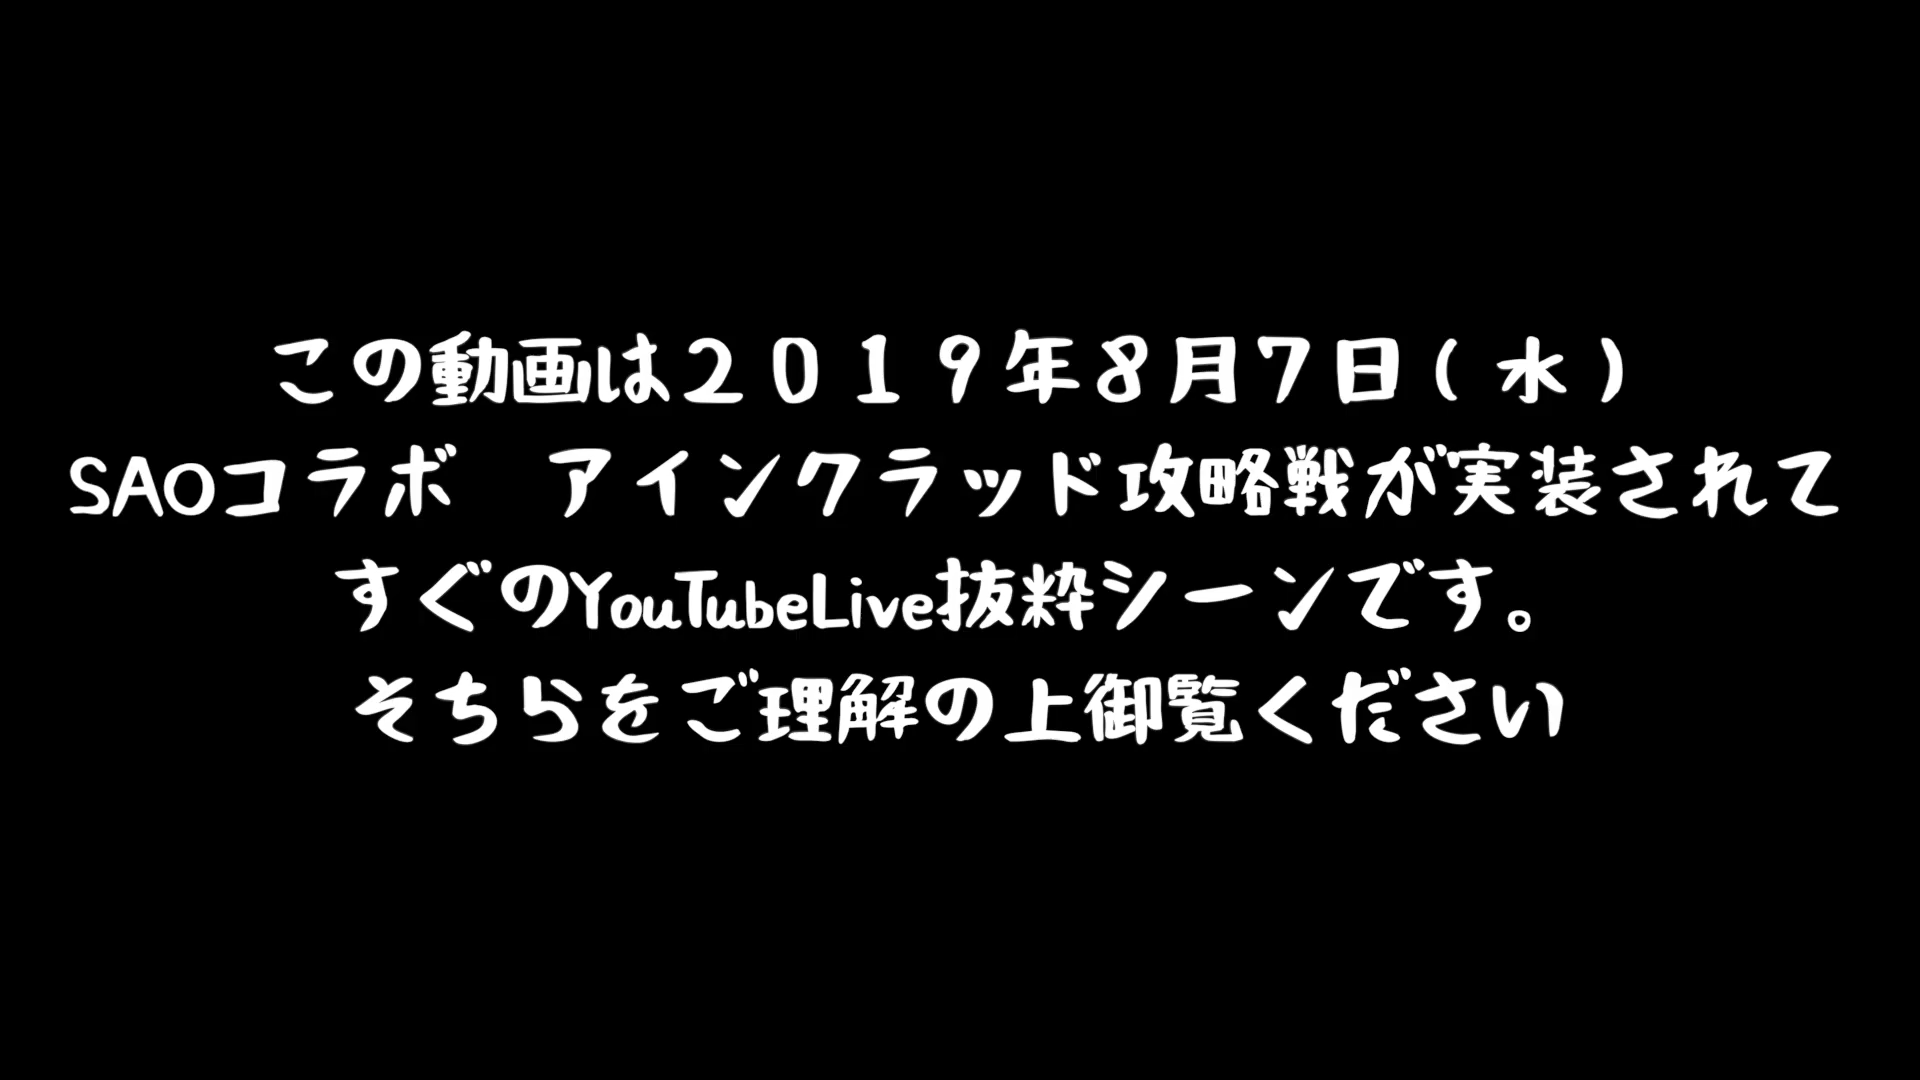 この動画は２０１９年８月７日（水）
SAOコラボ　アインクラッド攻略戦が実装されて
すぐのYouTubeLive抜粋シーンです。
そちらをご理解の上御覧ください